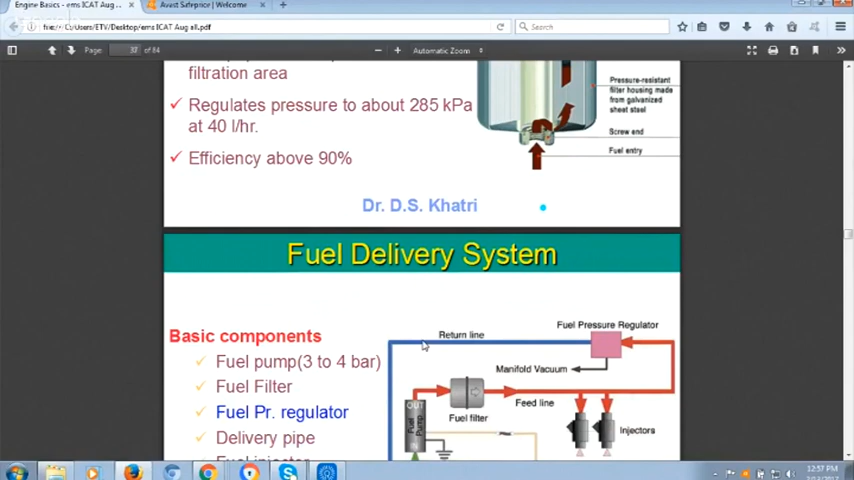 Engine Basics - ems ICAT Aug ...
Avast Safeprice | Welcome
file:///C:/Users/ETV/Desktop/ems ICAT Aug all.pdf
Search
Page:
37
of 84
Automatic Zoom
filtration area
Regulates pressure to about 285 kPa
at 40 l/hr.
Efficiency above 90%
Pressure-resistant
filter housing made
from galvanized
sheet steel
Screw end
Fuel entry
Dr. D.S. Khatri
Fuel Delivery System
Basic components
Fuel pump(3 to 4 bar)
Fuel Filter
Fuel Pr. regulator
Delivery pipe
Fuel injector
Return line
Fuel Pressure Regulator
Manifold Vacuum
Feed line
Fuel filter
OUT
Fuel
Pump
IN
Injectors
12:57 PM